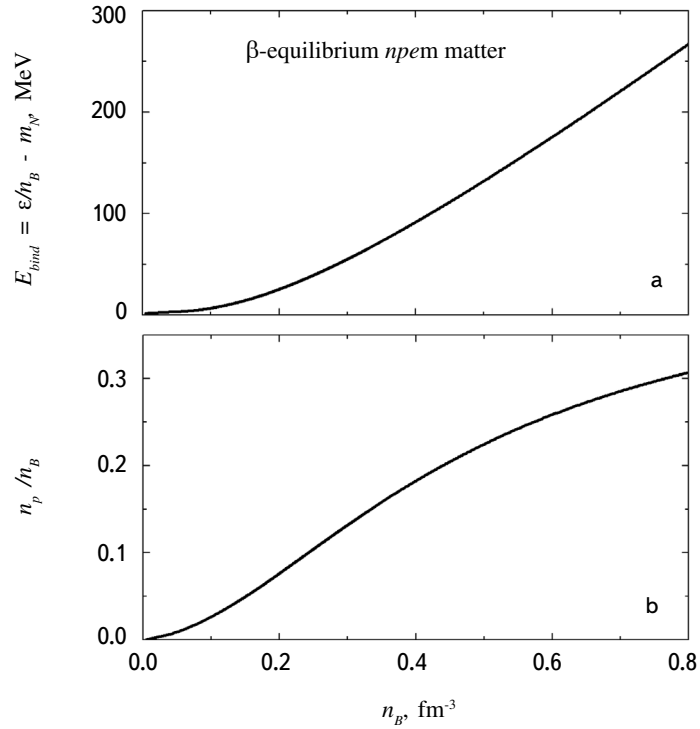 300
β-equilibrium npem matter
200
100
0
E_bind = ε/n_B - m_N, MeV
a
0.3
0.2
0.1
0.0
n_p /n_B
b
0.0 0.2 0.4 0.6 0.8
n_B, fm⁻³